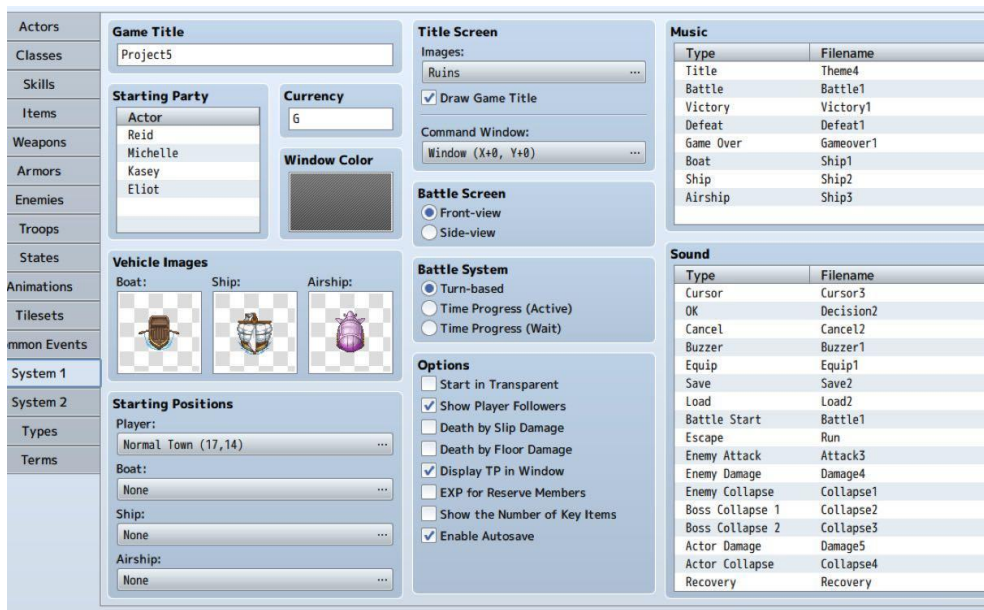 Actors
Classes
Skills
Items
Weapons
Armors
Enemies
Troops
States
Animations
Tilesets
mmon Events
System 1
System 2
Types
Terms
Game Title
Project5
Starting Party
Actor
Reid
Michelle
Kasey
Eliot
Currency
G
Window Color
Vehicle Images
Boat: Ship: Airship:
Starting Positions
Player:
Normal Town (17,14) ...
Boat:
None ...
Ship:
None ...
Airship:
None ...
Title Screen
Images:
Ruins ...
Draw Game Title
Command Window:
Window (X+0, Y+0) ...
Battle Screen
Front-view
Side-view
Battle System
Turn-based
Time Progress (Active)
Time Progress (Wait)
Options
Start in Transparent
Show Player Followers
Death by Slip Damage
Death by Floor Damage
Display TP in Window
EXP for Reserve Members
Show the Number of Key Items
Enable Autosave
Music
Type Filename
Title Theme4
Battle Battle1
Victory Victory1
Defeat Defeat1
Game Over Gameover1
Boat Ship1
Ship Ship2
Airship Ship3
Sound
Type Filename
Cursor Cursor3
OK Decision2
Cancel Cancel2
Buzzer Buzzer1
Equip Equip1
Save Save2
Load Load2
Battle Start Battle1
Escape Run
Enemy Attack Attack3
Enemy Damage Damage4
Enemy Collapse Collapse1
Boss Collapse 1 Collapse2
Boss Collapse 2 Collapse3
Actor Damage Damage5
Actor Collapse Collapse4
Recovery Recovery